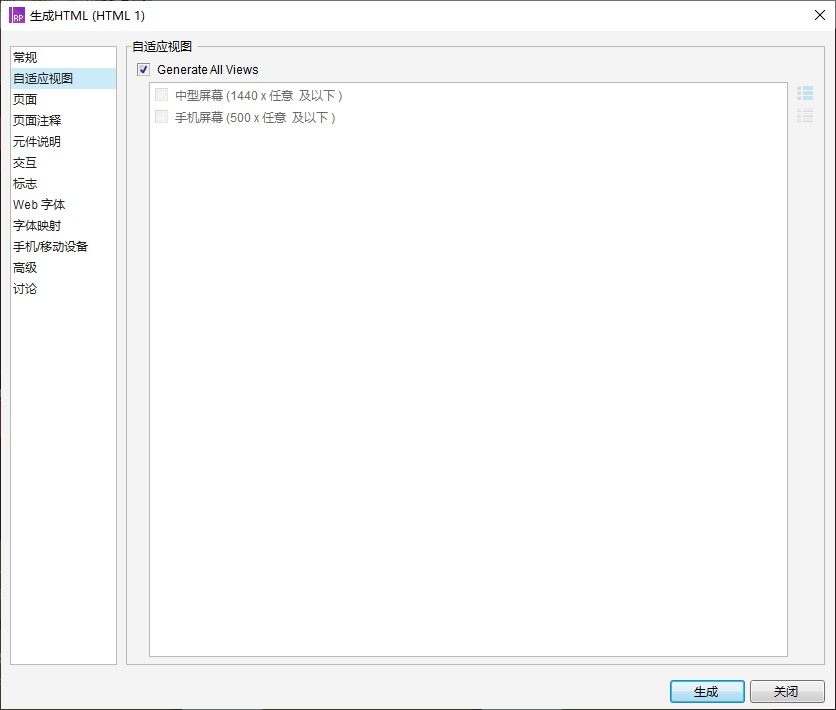 生成HTML (HTML 1)
常规
自适应视图
页面
页面注释
元件说明
交互
标志
Web 字体
字体映射
手机/移动设备
高级
讨论
自适应视图
Generate All Views
中型屏幕 (1440 x 任意 及以下 )
手机屏幕 (500 x 任意 及以下 )
生成
关闭